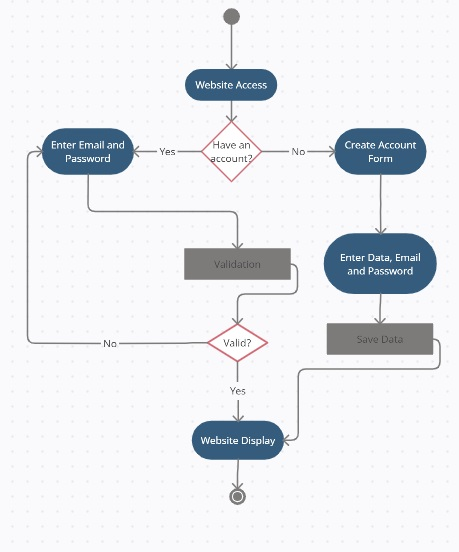 Website Access
Have an
account?
Yes
No
Enter Email and
Password
Create Account
Form
Validation
Enter Data, Email
and Password
Save Data
Valid?
No
Yes
Website Display